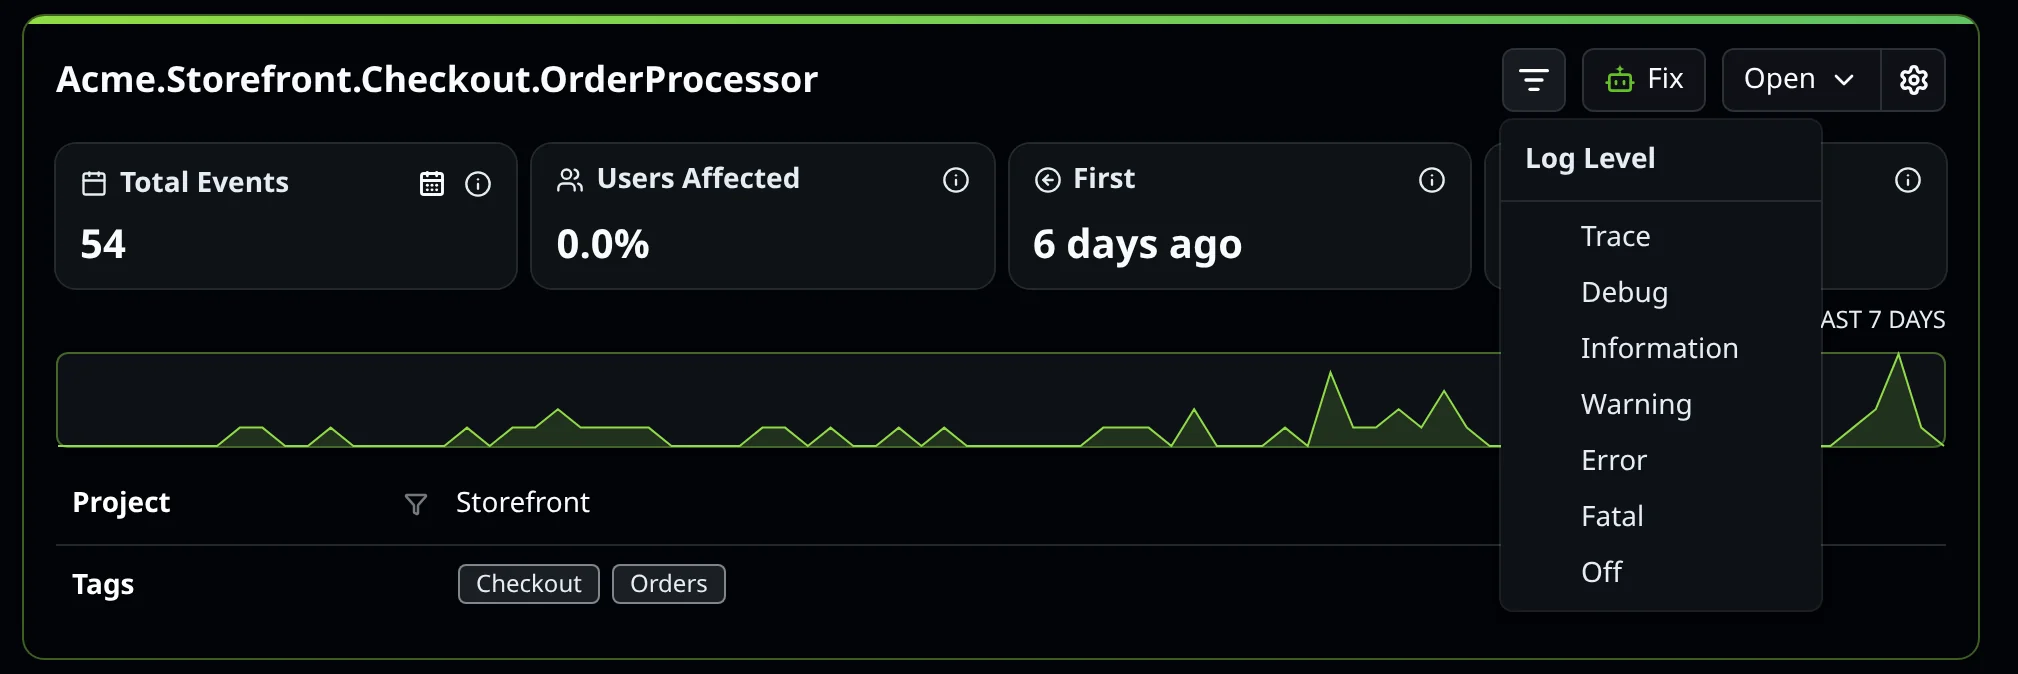 Acme.Storefront.Checkout.OrderProcessor
Fix
Open
Total Events
54
Users Affected
0.0%
First
6 days ago
Log Level
Trace
Debug
Information
Warning
Error
Fatal
Off
AST 7 DAYS
Project
Storefront
Tags
Checkout
Orders